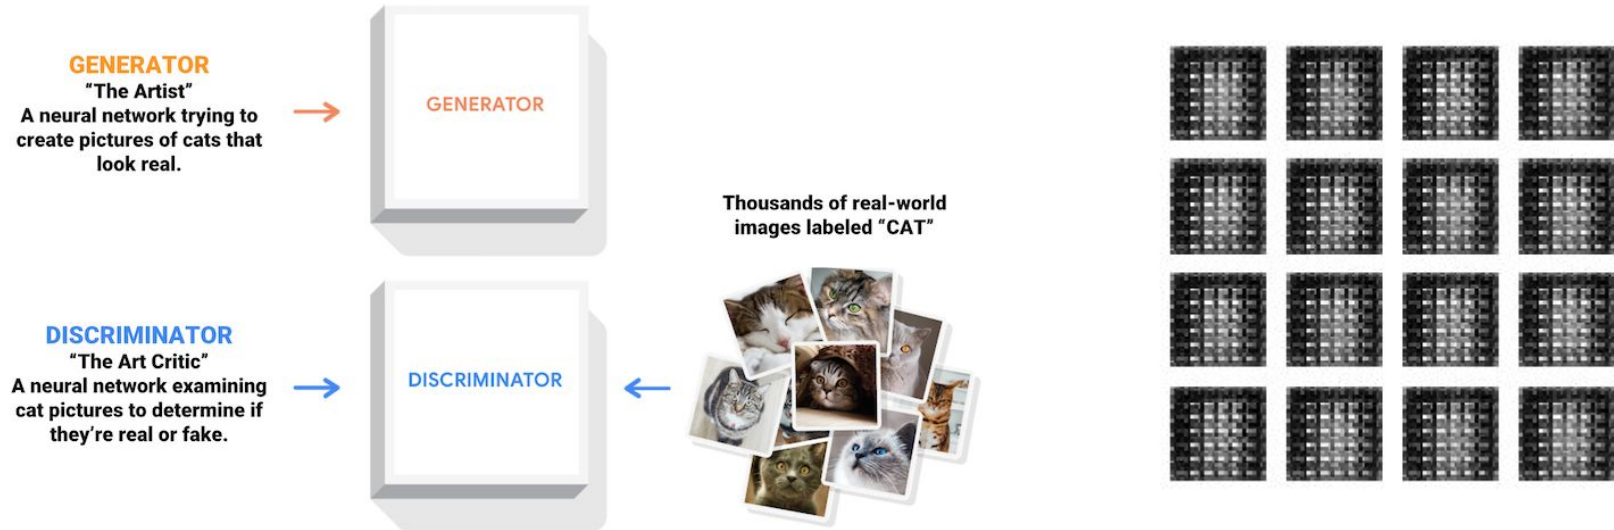 GENERATOR
“The Artist”
A neural network trying to
create pictures of cats that
look real.
GENERATOR
Thousands of real-world
images labeled “CAT”
DISCRIMINATOR
“The Art Critic”
A neural network examining
cat pictures to determine if
they’re real or fake.
DISCRIMINATOR